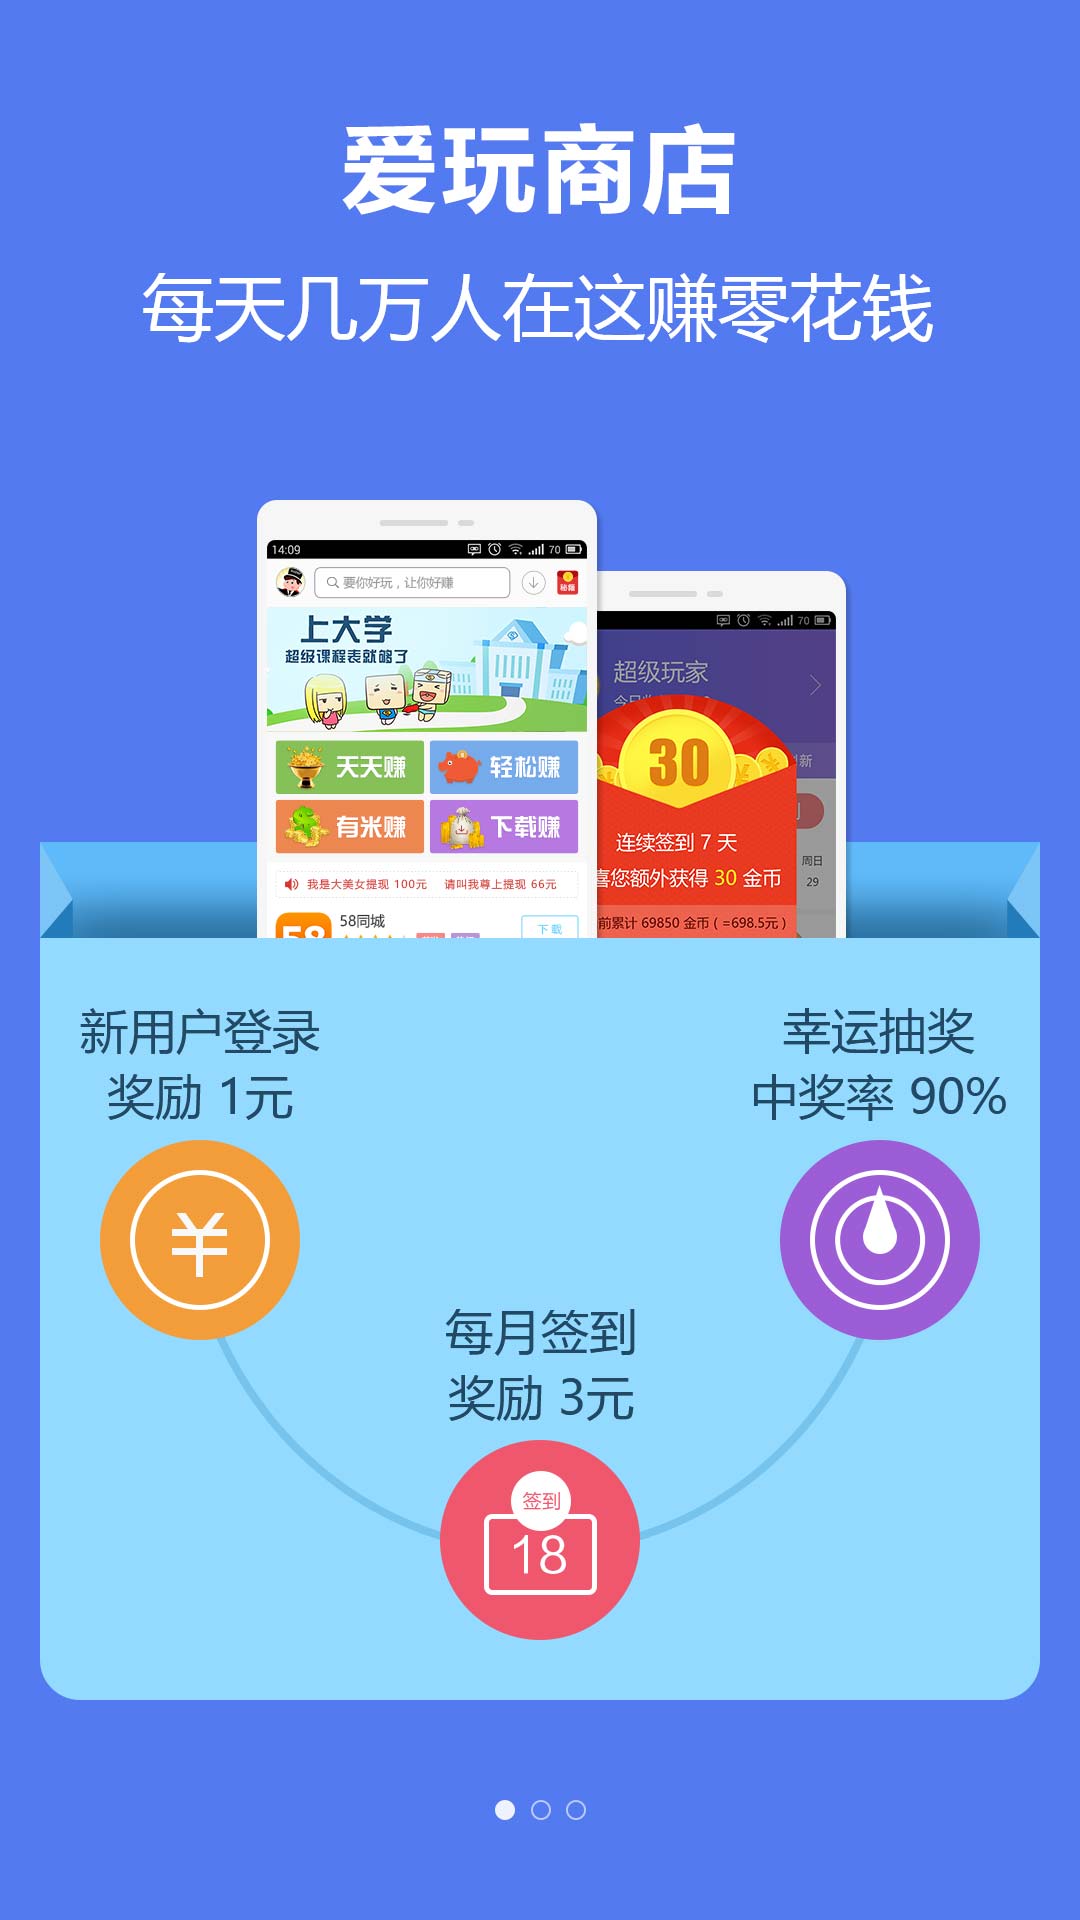 爱玩商店
每天几万人在这赚零花钱
14:09
70
要你好玩，让你好赚
秘籍
上大学
超级课程表就够了
天天赚
轻松赚
有米赚
下载赚
我是大美女提现 100元
请叫我尊上提现 66元
58同城
58
下载
70
超级玩家
30
新
连续签到 7 天
喜您额外获得 30 金币
前累计 69850 金币 ( =698.5元 )
周日
29
新用户登录
奖励 1元
幸运抽奖
中奖率 90%
每月签到
奖励 3元
签到
18